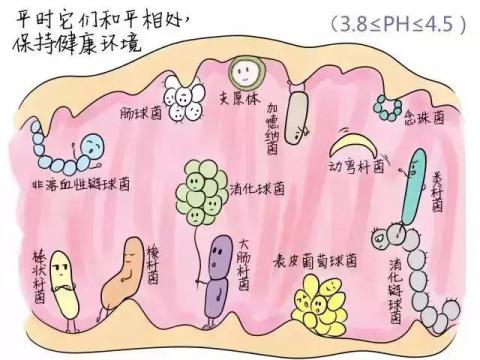 平时它们和平相处，
保持健康环境
（3.8≤PH≤4.5 ）
肠球菌
支原体
加德纳菌
念珠菌
非溶血性链球菌
消化球菌
动弯杆菌
类杆菌
棒状杆菌
梭杆菌
大肠杆菌
表皮葡萄球菌
消化链球菌